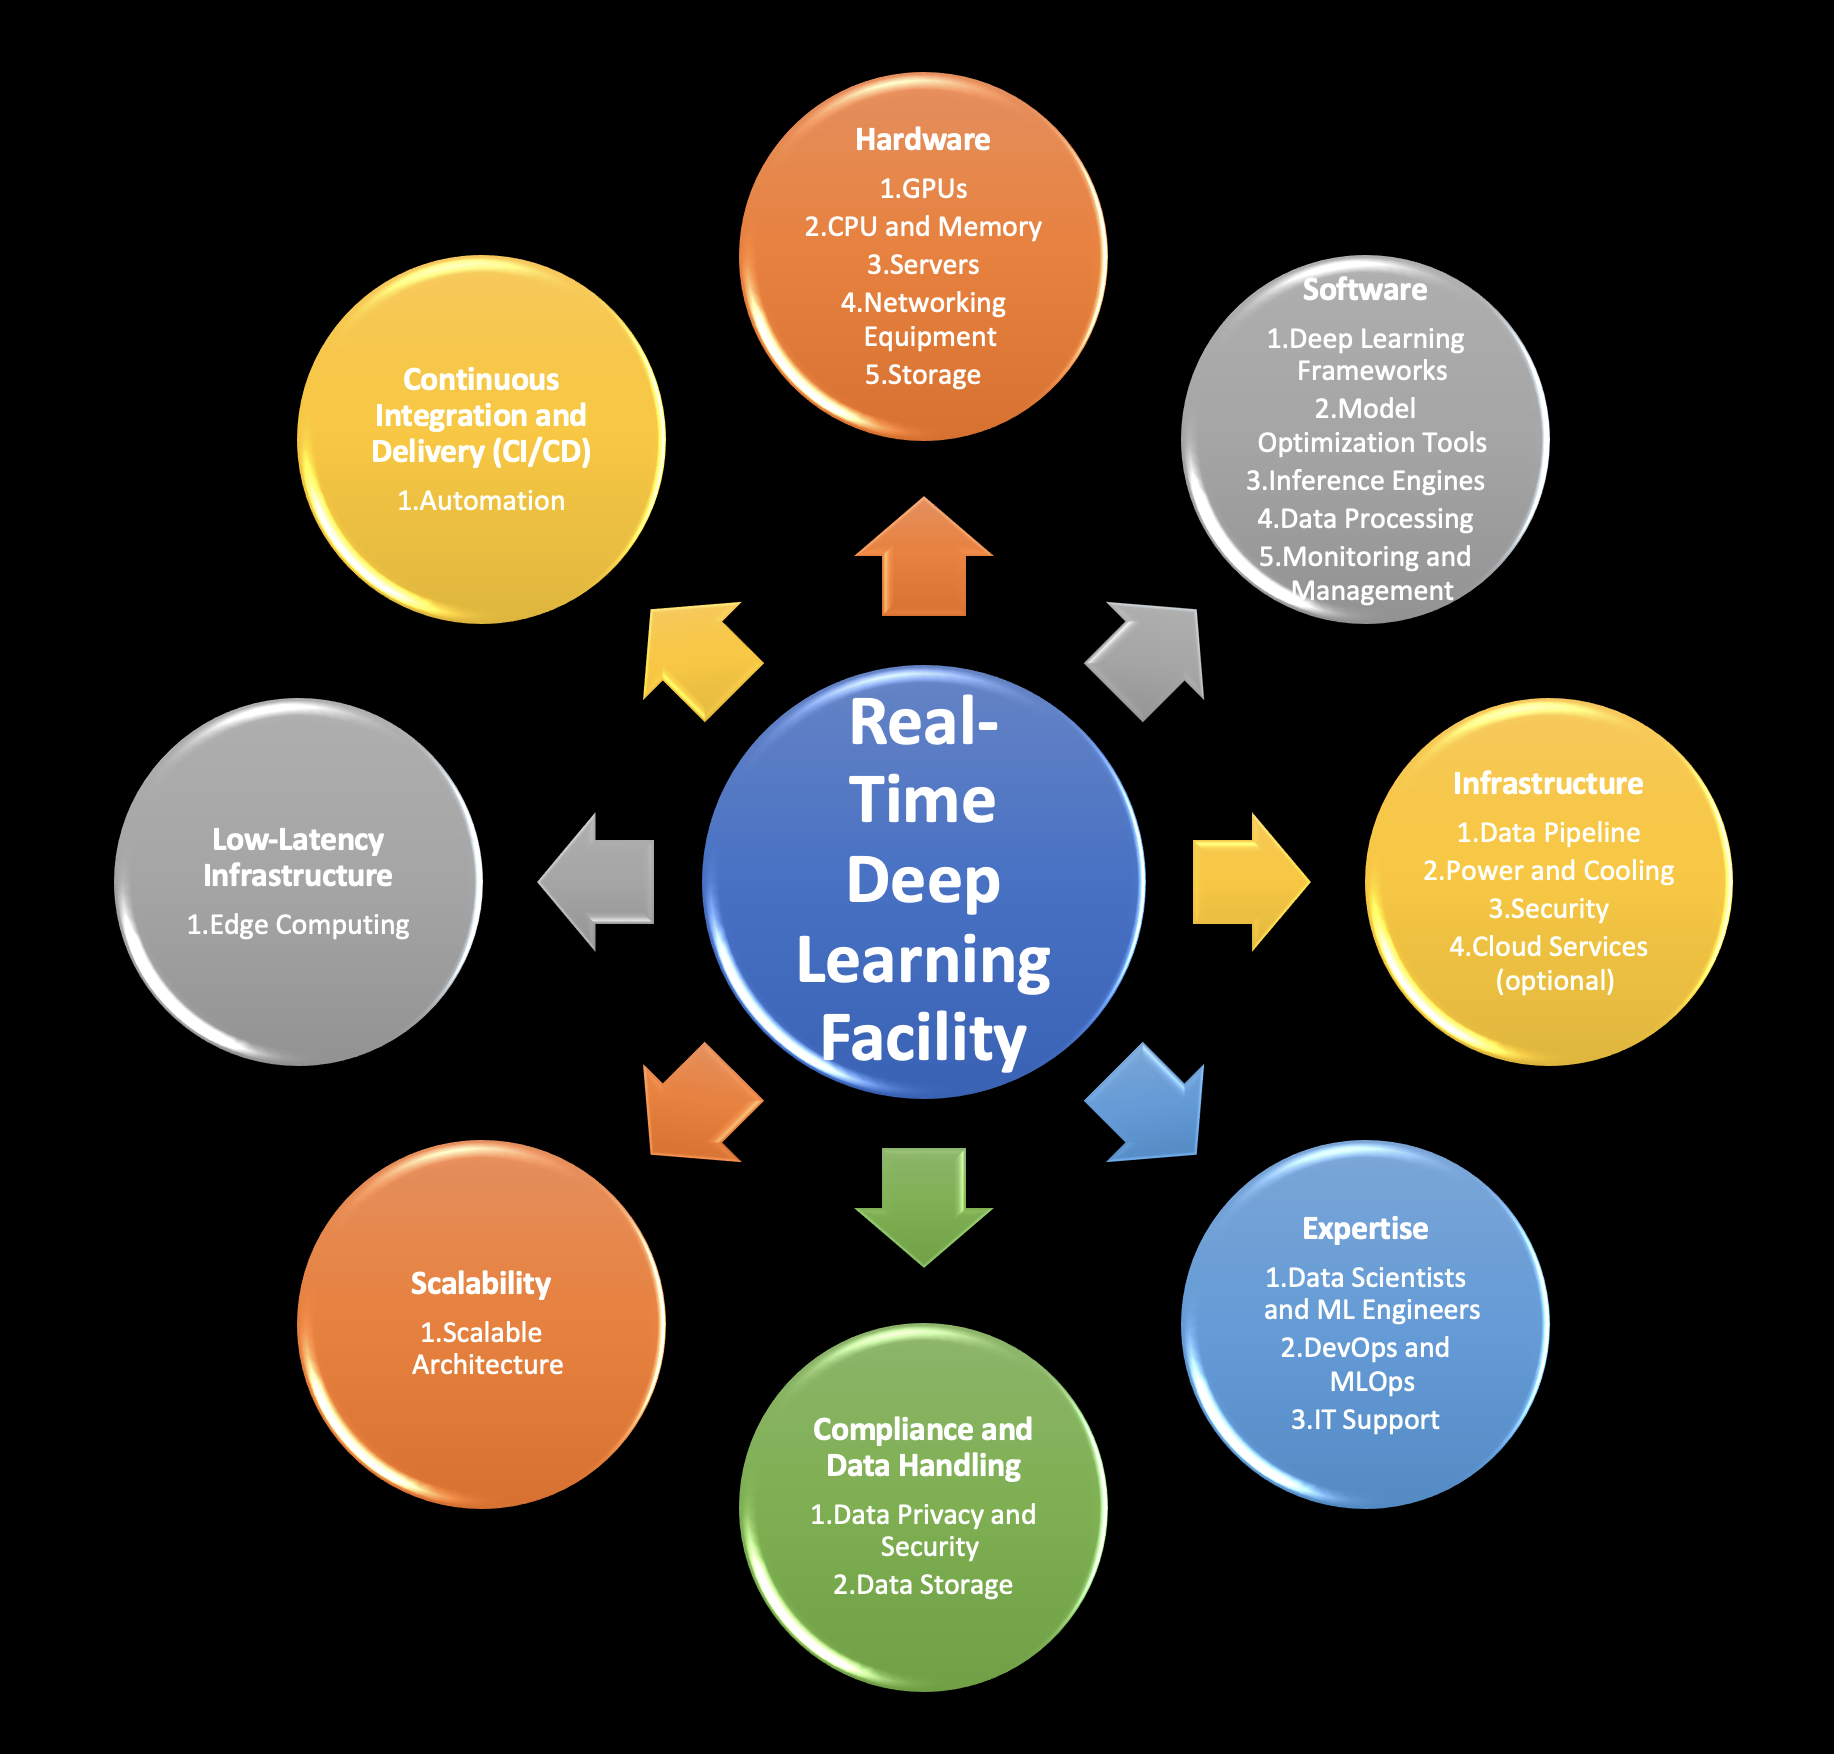 Hardware
1.GPUs
2.CPU and Memory
3.Servers
4.Networking
Equipment
5.Storage
Software
1.Deep Learning
Frameworks
2.Model
Optimization Tools
3.Inference Engines
4.Data Processing
5.Monitoring and
Management
Infrastructure
1.Data Pipeline
2.Power and Cooling
3.Security
4.Cloud Services
(optional)
Expertise
1.Data Scientists
and ML Engineers
2.DevOps and
MLOps
3.IT Support
Compliance and
Data Handling
1.Data Privacy and
Security
2.Data Storage
Scalability
1.Scalable
Architecture
Low-Latency
Infrastructure
1.Edge Computing
Continuous
Integration and
Delivery (CI/CD)
1.Automation
Real-
Time
Deep
Learning
Facility